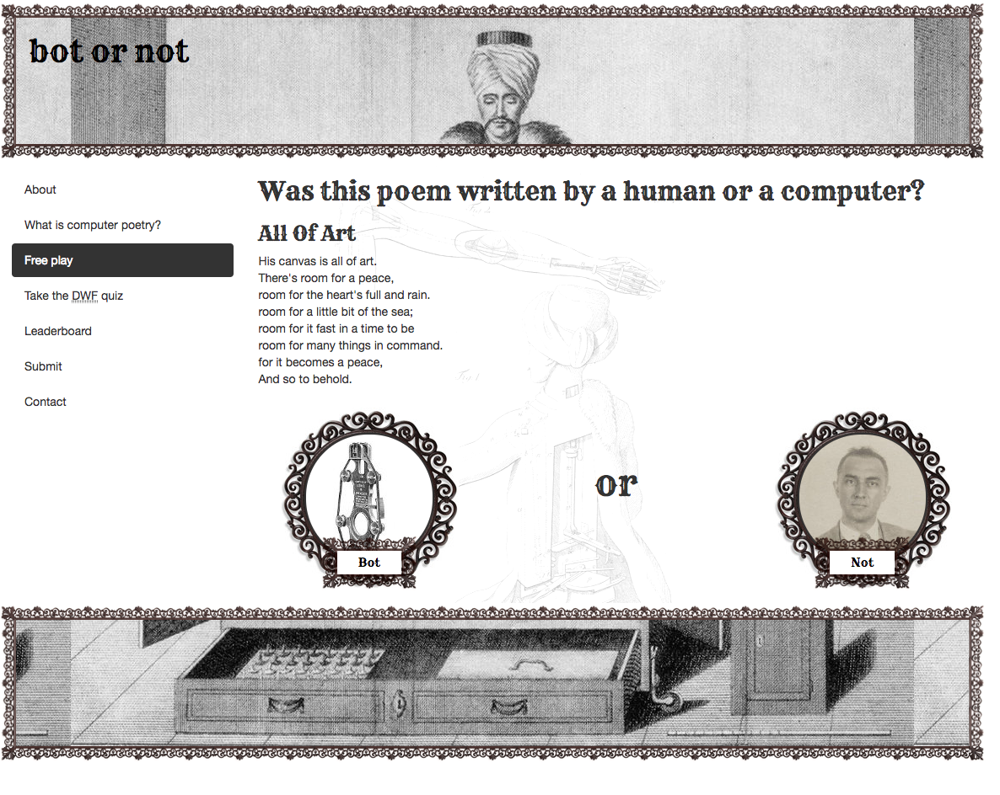 bot or not
About
What is computer poetry?
Free play
Take the DWF quiz
Leaderboard
Submit
Contact
Was this poem written by a human or a computer?
All Of Art
His canvas is all of art.
There's room for a peace,
room for the heart's full and rain.
room for a little bit of the sea;
room for it fast in a time to be
room for many things in command.
for it becomes a peace,
And so to behold.
Fig. 2
Fig. 1
or
Bot
Not